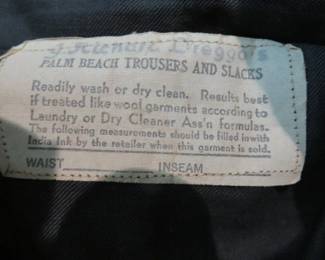 PALM BEACH TROUSERS AND SLACKS
Readily wash or dry clean. Results best
if treated like wool garments according to
Laundry or Dry Cleaner Ass'n formulas.
The following measurements should be filled in with
India Ink by the retailer when this garment is sold.
WAIST INSEAM